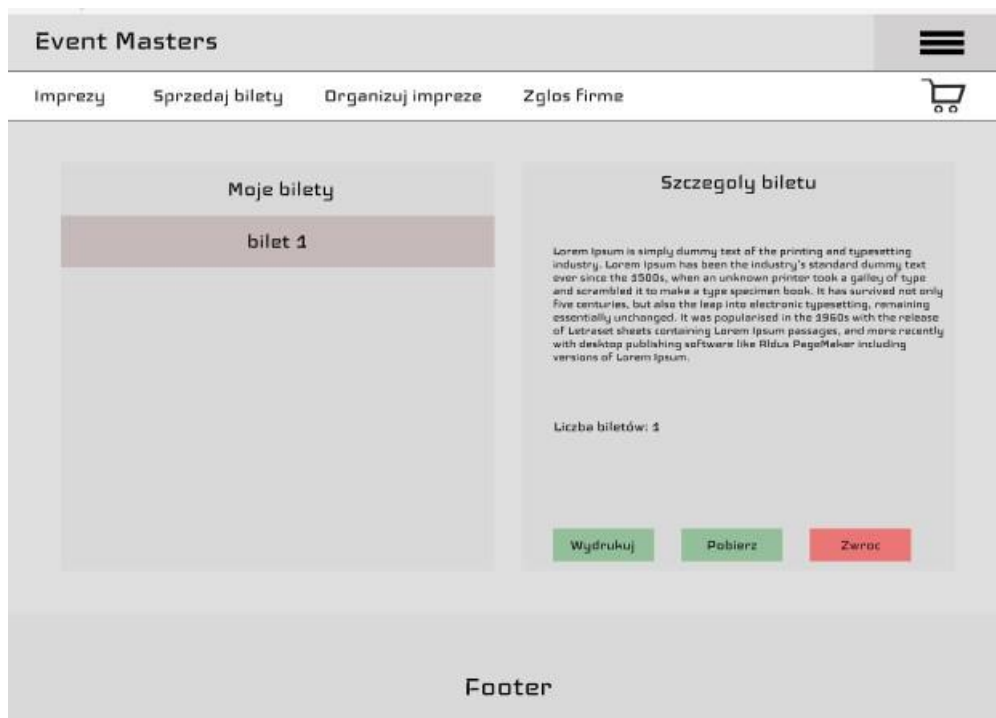 Event Masters
Imprezy Sprzedaj bilety Organizuj impreze Zglos firme
Moje bilety
bilet 1
Szczegoly biletu
Lorem Ipsum is simply dummy text of the printing and typesetting
industry. Lorem Ipsum has been the industry's standard dummy text
ever since the 1500s, when an unknown printer took a galley of type
and scrambled it to make a type specimen book. It has survived not only
five centuries, but also the leap into electronic typesetting, remaining
essentially unchanged. It was popularised in the 1960s with the release
of Letraset sheets containing Lorem Ipsum passages, and more recently
with desktop publishing software like Aldus PageMaker including
versions of Lorem Ipsum.
Liczba biletów: 1
Wydrukuj Pobierz Zwroc
Footer